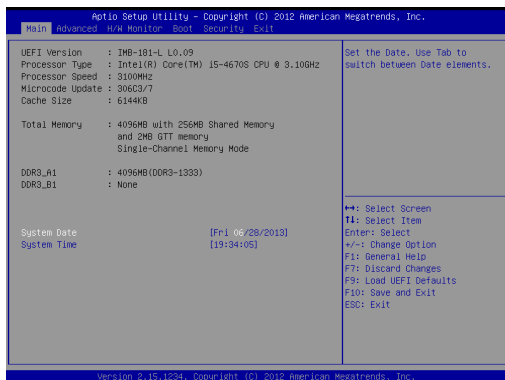 Aptio Setup Utility – Copyright (C) 2012 American Megatrends, Inc.
Main Advanced H/W Monitor Boot Security Exit
UEFI Version : IMB-181-L L0.09
Processor Type : Intel(R) Core(TM) i5-4670S CPU @ 3.10GHz
Processor Speed : 3100MHz
Microcode Update : 306C3/7
Cache Size : 6144KB
Total Memory : 4096MB with 256MB Shared Memory
and 2MB GTT memory
Single-Channel Memory Mode
DDR3_A1 : 4096MB(DDR3-1333)
DDR3_B1 : None
System Date [Fri 06/28/2013]
System Time [19:34:05]
Set the Date. Use Tab to
switch between Date elements.
↔: Select Screen
↑↓: Select Item
Enter: Select
+/-: Change Option
F1: General Help
F7: Discard Changes
F9: Load UEFI Defaults
F10: Save and Exit
ESC: Exit
Version 2.15.1234. Copyright (C) 2012 American Megatrends, Inc.